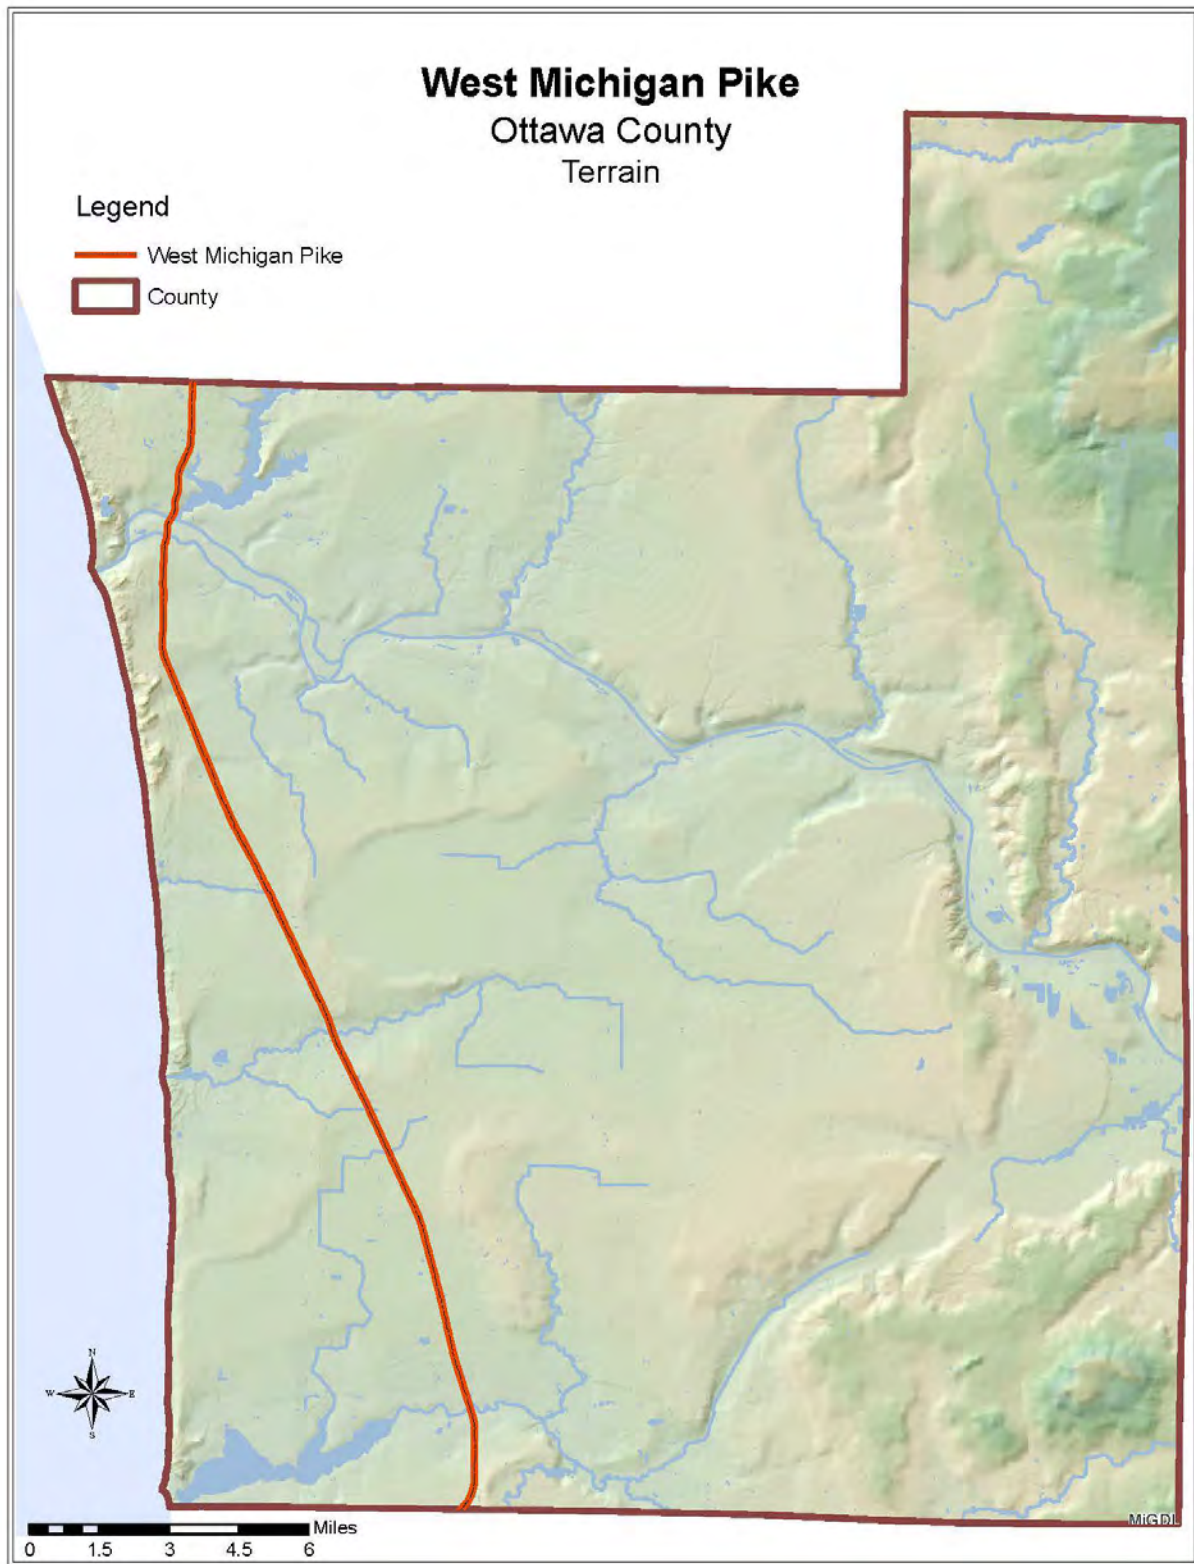 West Michigan Pike
Ottawa County
Terrain
Legend
West Michigan Pike
County
N
W E
S
MiGDL
Miles
0 1.5 3 4.5 6